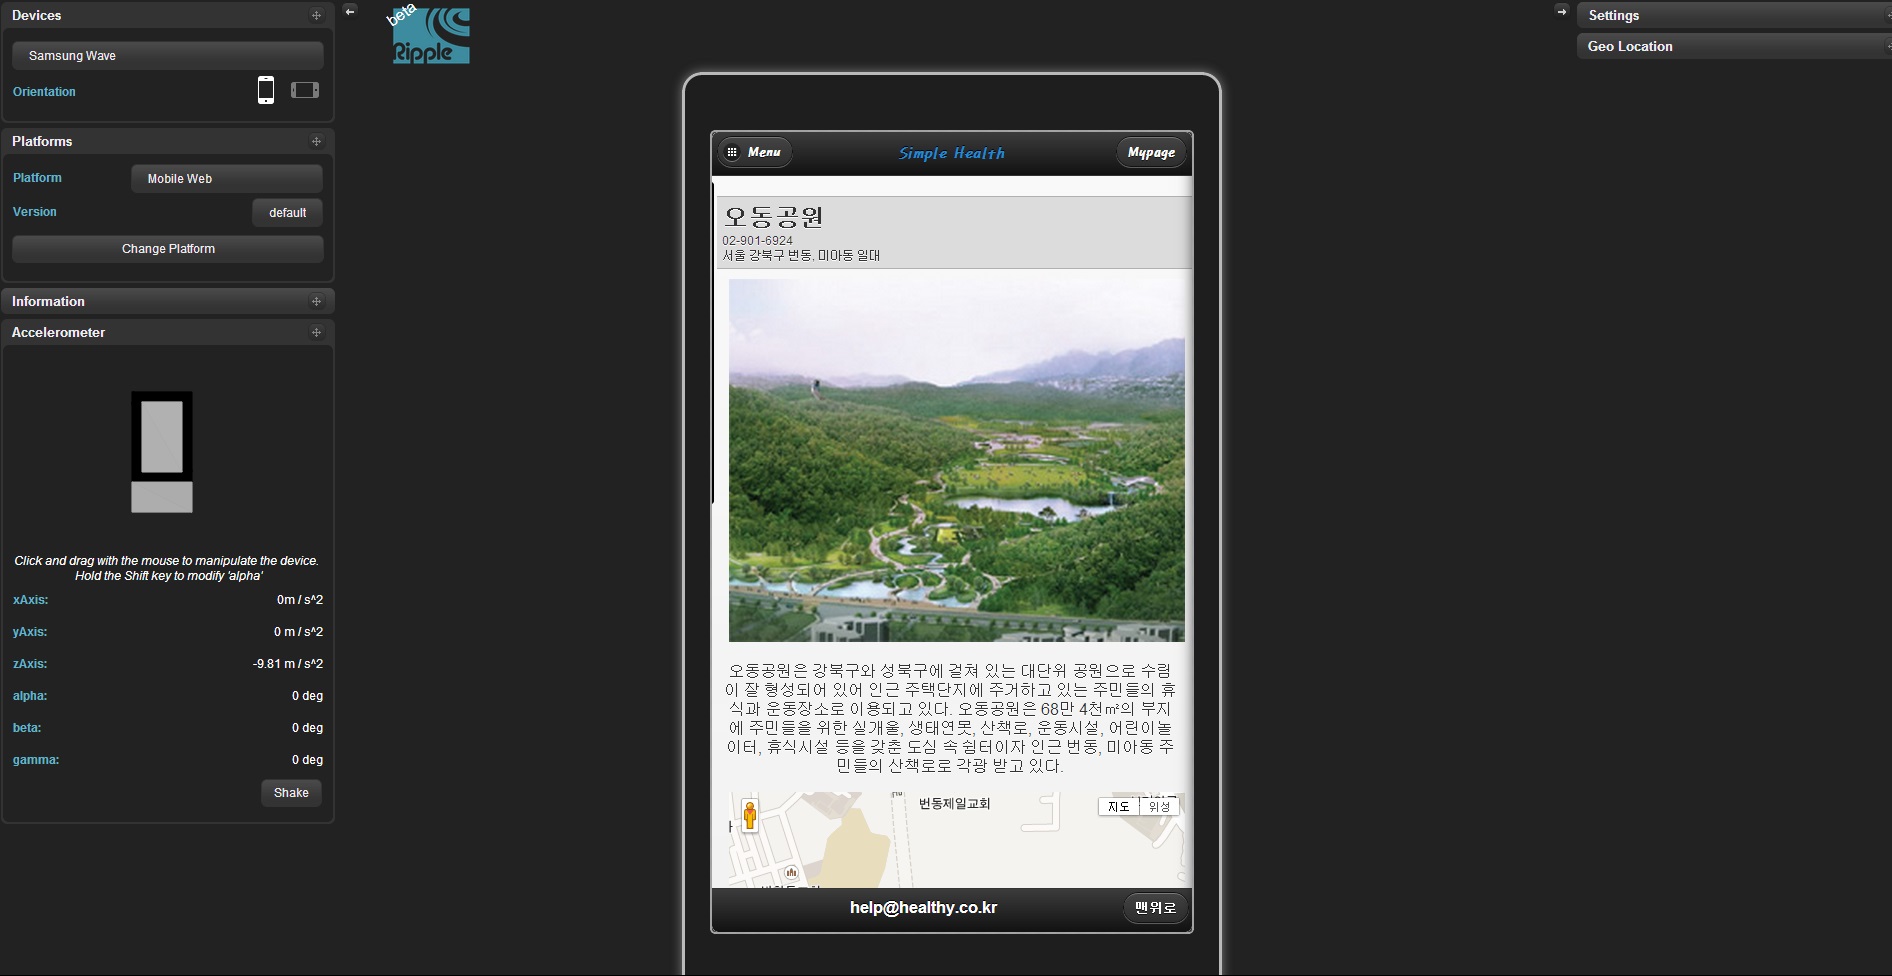 Devices
Samsung Wave
Orientation
Platforms
Platform
Mobile Web
Version
default
Change Platform
Information
Accelerometer
Click and drag with the mouse to manipulate the device.
Hold the Shift key to modify 'alpha'
xAxis: 0m / s^2
yAxis: 0 m / s^2
zAxis: -9.81 m / s^2
alpha: 0 deg
beta: 0 deg
gamma: 0 deg
Shake
beta
Ripple
Menu
Simple Health
Mypage
오동공원
02-901-6924
서울 강북구 번동, 미아동 일대
오동공원은 강북구와 성북구에 걸쳐 있는 대단위 공원으로 수림
이 잘 형성되어 있어 인근 주택단지에 주거하고 있는 주민들의 휴
식과 운동장소로 이용되고 있다. 오동공원은 68만 4천㎡의 부지
에 주민들을 위한 실개울, 생태연못, 산책로, 운동시설, 어린이놀
이터, 휴식시설 등을 갖춘 도심 속 쉼터이자 인근 번동, 미아동 주
민들의 산책로로 각광 받고 있다.
번동제일교회
지도
위성
help@healthy.co.kr
맨위로
Settings
Geo Location